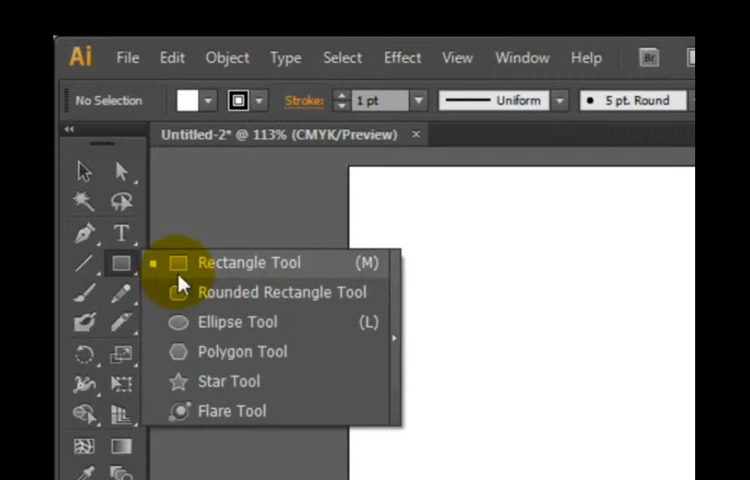 Ai File Edit Object Type Select Effect View Window Help Br
No Selection Stroke: 1 pt Uniform 5 pt. Round
Untitled-2* @ 113% (CMYK/Preview) ×
T
Rectangle Tool (M)
Rounded Rectangle Tool
Ellipse Tool (L)
Polygon Tool
Star Tool
Flare Tool